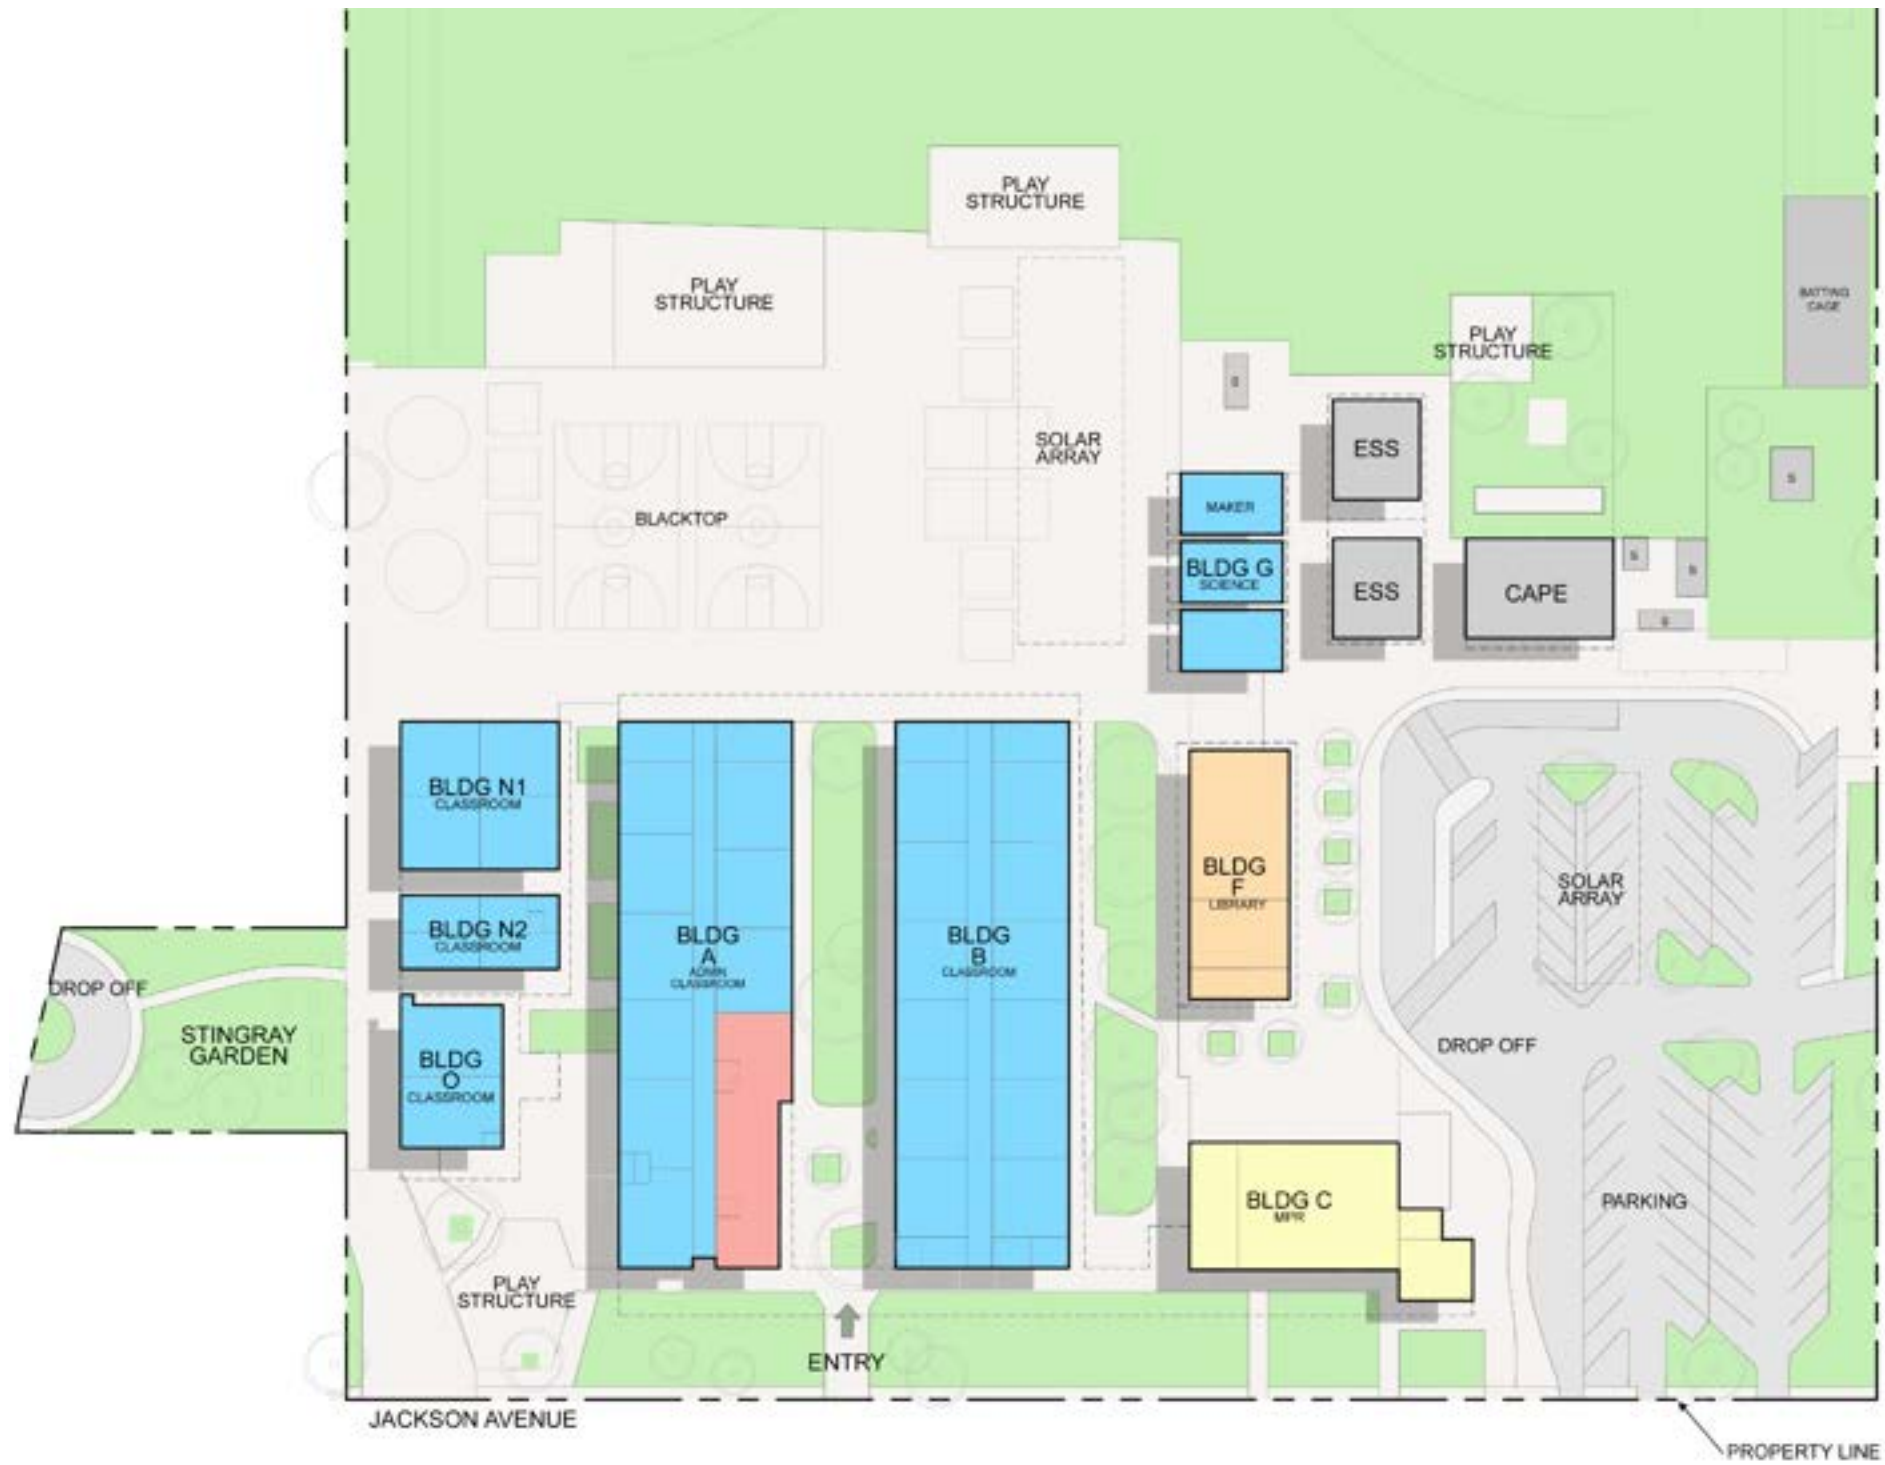 PLAY
STRUCTURE
PLAY
STRUCTURE
BATTING
CAGE
PLAY
STRUCTURE
S
SOLAR
ARRAY
ESS
S
MAKER
BLACKTOP
BLDG G
SCIENCE
ESS
CAPE
S
S
S
BLDG N1
CLASSROOM
BLDG
F
LIBRARY
SOLAR
ARRAY
BLDG N2
CLASSROOM
BLDG
A
ADMIN
CLASSROOM
BLDG
B
CLASSROOM
DROP OFF
STINGRAY
GARDEN
BLDG
O
CLASSROOM
DROP OFF
BLDG C
MPR
PARKING
PLAY
STRUCTURE
ENTRY
JACKSON AVENUE
PROPERTY LINE